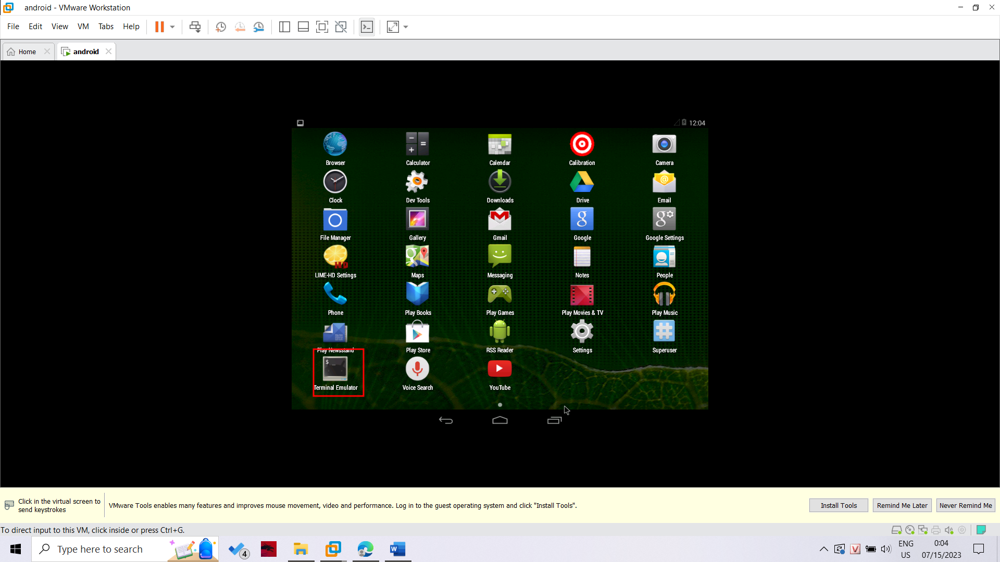 android - VMware Workstation
File Edit View VM Tabs Help
Home
android
12:04
Browser Calculator Calendar Calibration Camera
Clock Dev Tools Downloads Drive Email
File Manager Gallery Gmail Google Google Settings
LIME-HD Settings Maps Messaging Notes People
Phone Play Books Play Games Play Movies & TV Play Music
Play Newsstand Play Store RSS Reader Settings Superuser
Terminal Emulator Voice Search YouTube
Click in the virtual screen to
send keystrokes
VMware Tools enables many features and improves mouse movement, video and performance. Log in to the guest operating system and click "Install Tools".
Install Tools Remind Me Later Never Remind Me
To direct input to this VM, click inside or press Ctrl+G.
Type here to search
4
ENG
US
0:04
07/15/2023